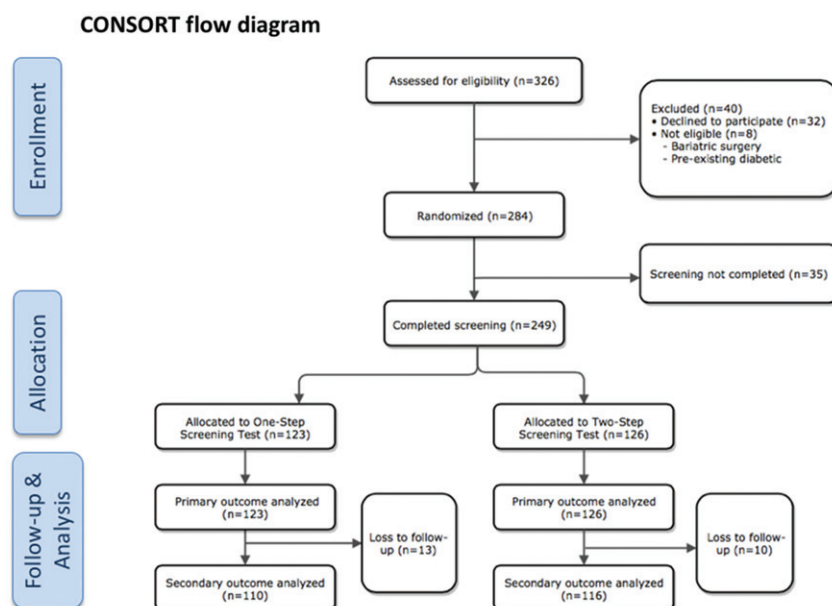 CONSORT flow diagram
Enrollment
Assessed for eligibility (n=326)
Excluded (n=40)
• Declined to participate (n=32)
• Not eligible (n=8)
- Bariatric surgery
- Pre-existing diabetic
Randomized (n=284)
Screening not completed (n=35)
Completed screening (n=249)
Allocation
Allocated to One-Step
Screening Test (n=123)
Allocated to Two-Step
Screening Test (n=126)
Follow-up &
Analysis
Primary outcome analyzed
(n=123)
Loss to follow-
up (n=13)
Secondary outcome analyzed
(n=110)
Primary outcome analyzed
(n=126)
Loss to follow-
up (n=10)
Secondary outcome analyzed
(n=116)